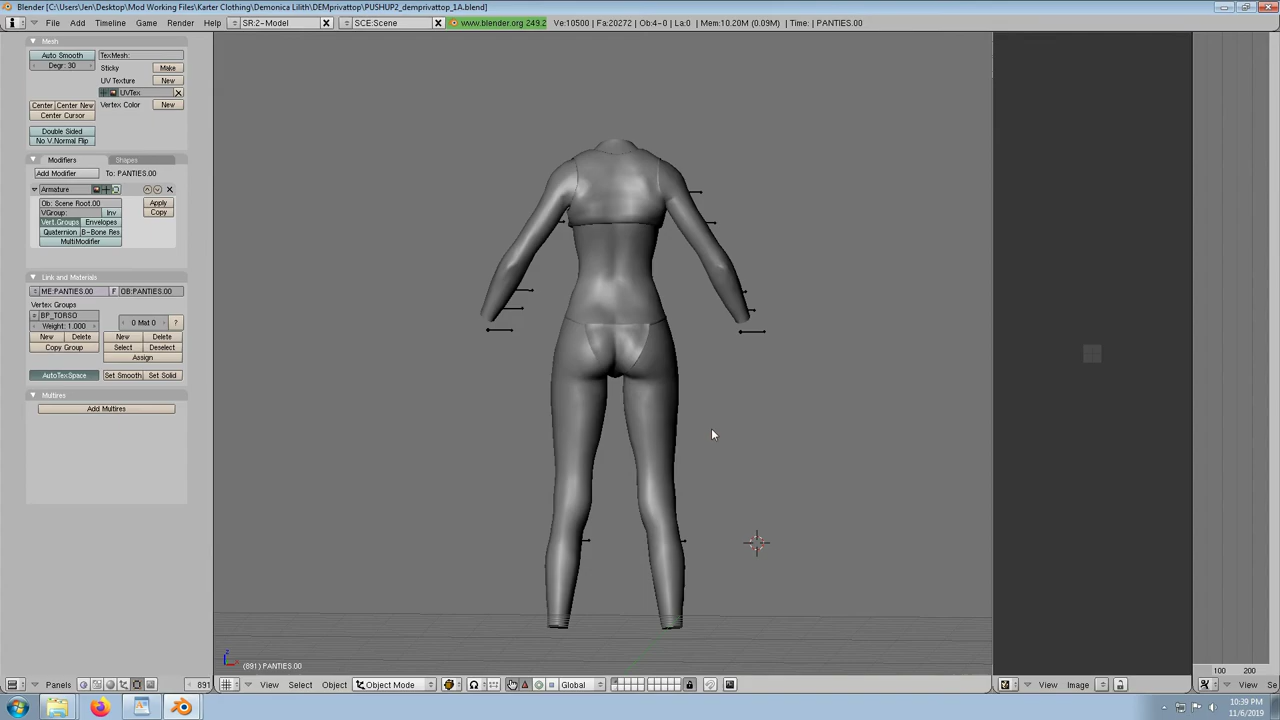 Blender [C:\Users\Jen\Desktop\Mod Working Files\Karter Clothing\Demonica Lilith\DEMprivattop\PUSHUP2_demprivattop_1A.blend]
File Add Timeline Game Render Help SR:2-Model SCE:Scene www.blender.org 249.2 Ve:10500 | Fa:20272 | Ob:4-0 | La:0 | Mem:10.20M (0.09M) | Time: | PANTIES.00
Mesh
Auto Smooth TexMesh:
Degr: 30 Sticky Make
UV Texture New
UVTex
Center Center New Vertex Color New
Center Cursor
Double Sided
No V.Normal Flip
Modifiers Shapes
Add Modifier To: PANTIES.00
Armature
Ob: Scene Root.00 Apply
VGroup: Inv Copy
Vert.Groups Envelopes
Quaternion B-Bone Res
MultiModifier
Link and Materials
ME:PANTIES.00 F OB:PANTIES.00
Vertex Groups
BP_TORSO 0 Mat 0 ?
Weight: 1.000
New Delete New Delete
Copy Group Select Deselect
Assign
AutoTexSpace Set Smooth Set Solid
Multires
Add Multires
z
(891) PANTIES.00
100 200
Panels 891 View Select Object Object Mode Global View Image View Se
10:39 PM
11/6/2019